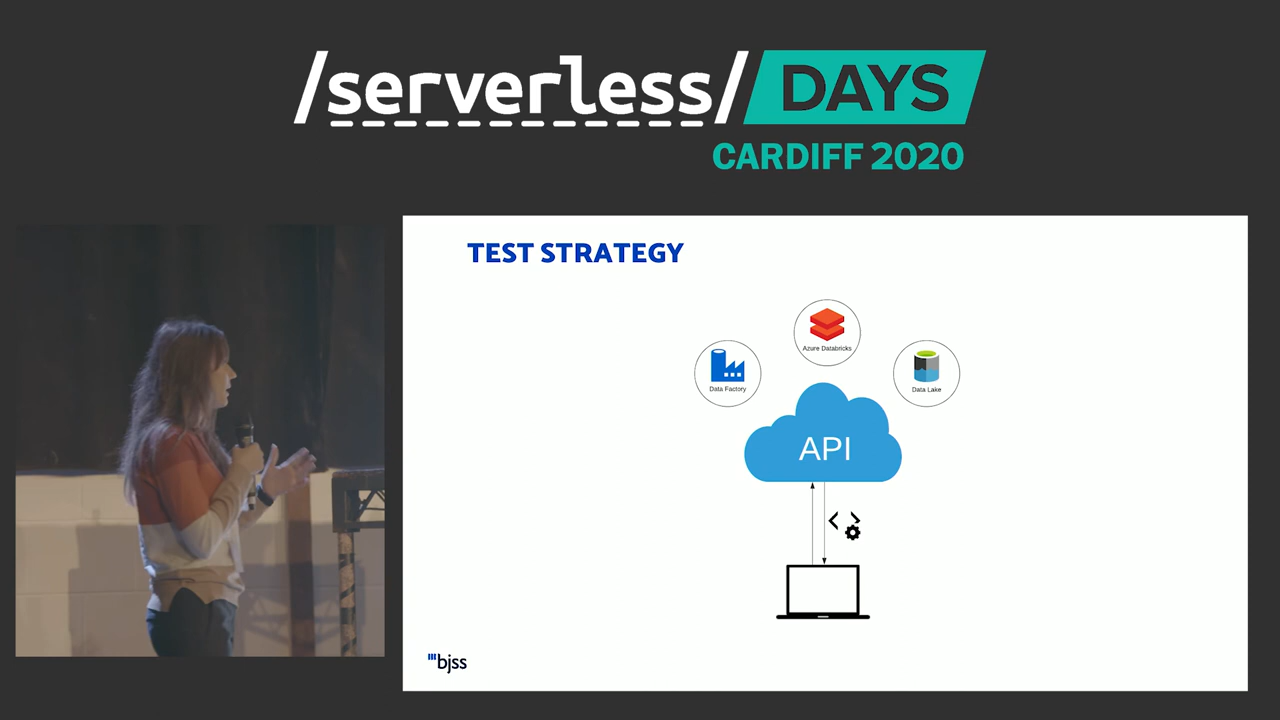 /serverless/ DAYS
CARDIFF 2020
TEST STRATEGY
Azure Databricks
Data Factory
Data Lake
API
bjss